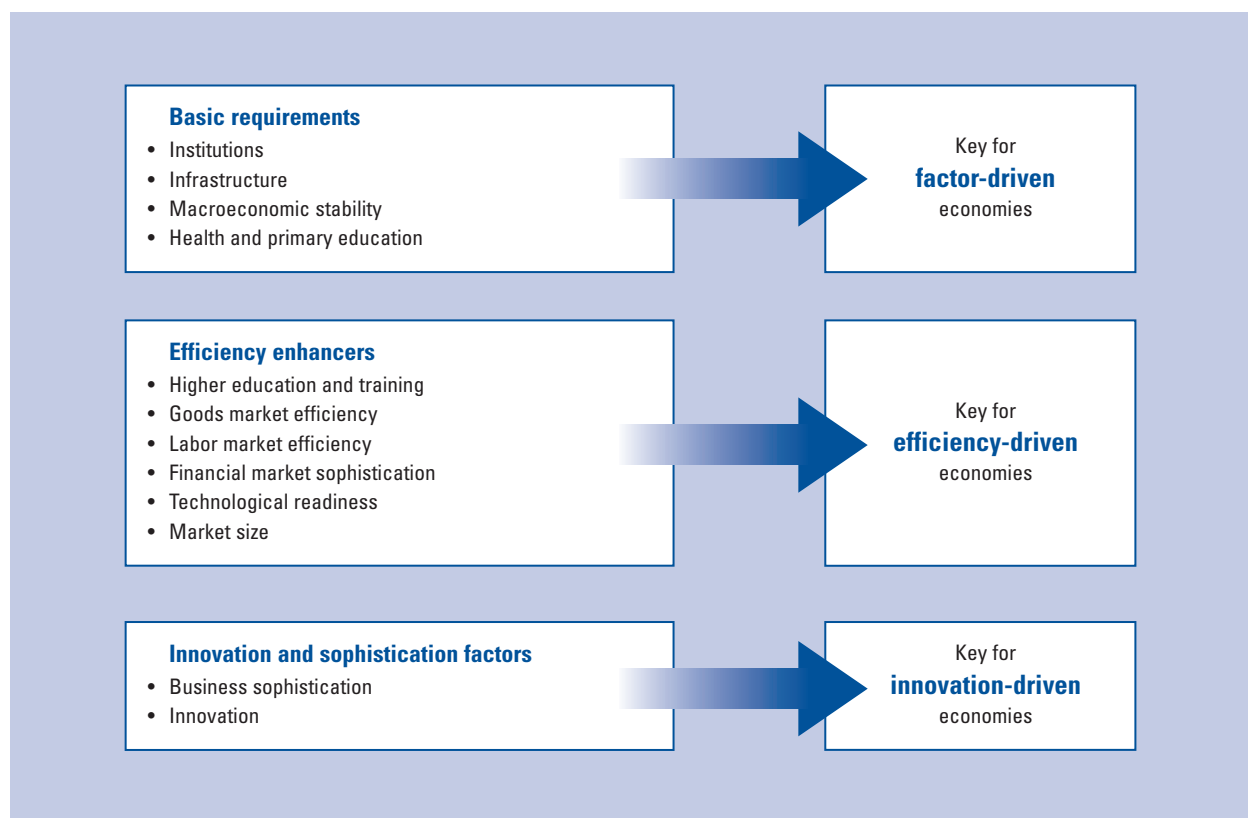 Basic requirements
• Institutions
• Infrastructure
• Macroeconomic stability
• Health and primary education
Key for
factor-driven
economies
Efficiency enhancers
• Higher education and training
• Goods market efficiency
• Labor market efficiency
• Financial market sophistication
• Technological readiness
• Market size
Key for
efficiency-driven
economies
Innovation and sophistication factors
• Business sophistication
• Innovation
Key for
innovation-driven
economies